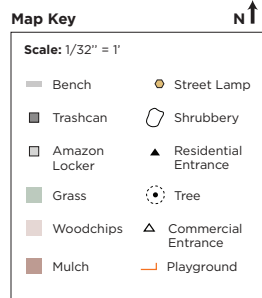 Map Key
N
Scale: 1/32" = 1'
Bench
Street Lamp
Trashcan
Shrubbery
Amazon
Locker
Residential
Entrance
Grass
Tree
Woodchips
Commercial
Entrance
Mulch
Playground